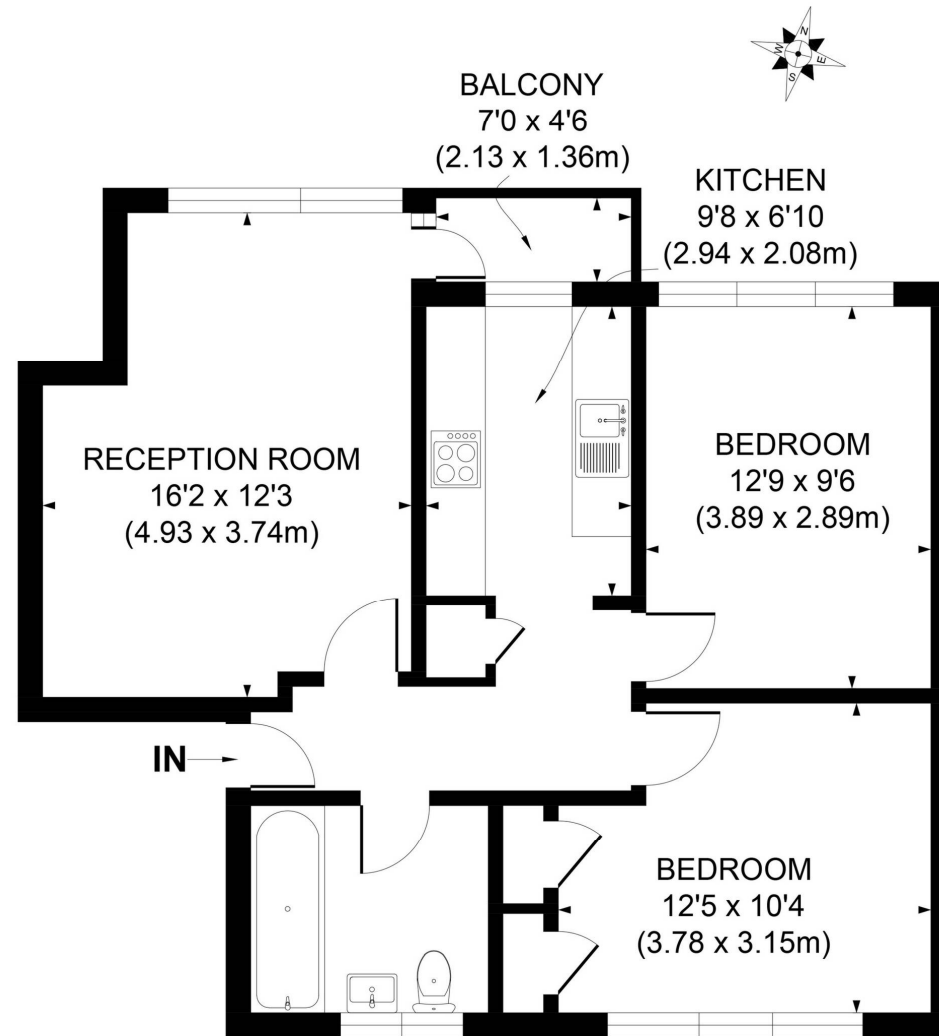 N
W
E
S
BALCONY
7'0 x 4'6
(2.13 x 1.36m)
KITCHEN
9'8 x 6'10
(2.94 x 2.08m)
RECEPTION ROOM
16'2 x 12'3
(4.93 x 3.74m)
BEDROOM
12'9 x 9'6
(3.89 x 2.89m)
IN
BEDROOM
12'5 x 10'4
(3.78 x 3.15m)